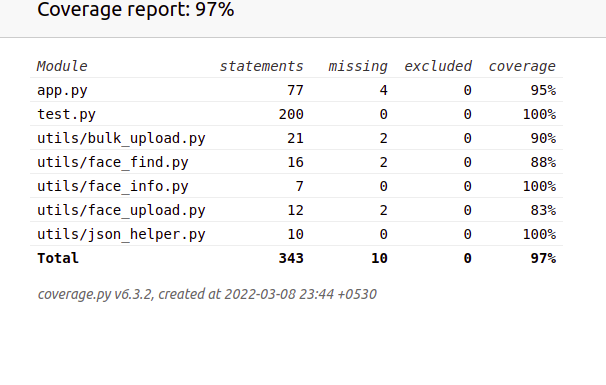 Coverage report: 97%
Module statements missing excluded coverage
app.py 77 4 0 95%
test.py 200 0 0 100%
utils/bulk_upload.py 21 2 0 90%
utils/face_find.py 16 2 0 88%
utils/face_info.py 7 0 0 100%
utils/face_upload.py 12 2 0 83%
utils/json_helper.py 10 0 0 100%
Total 343 10 0 97%
coverage.py v6.3.2, created at 2022-03-08 23:44 +0530